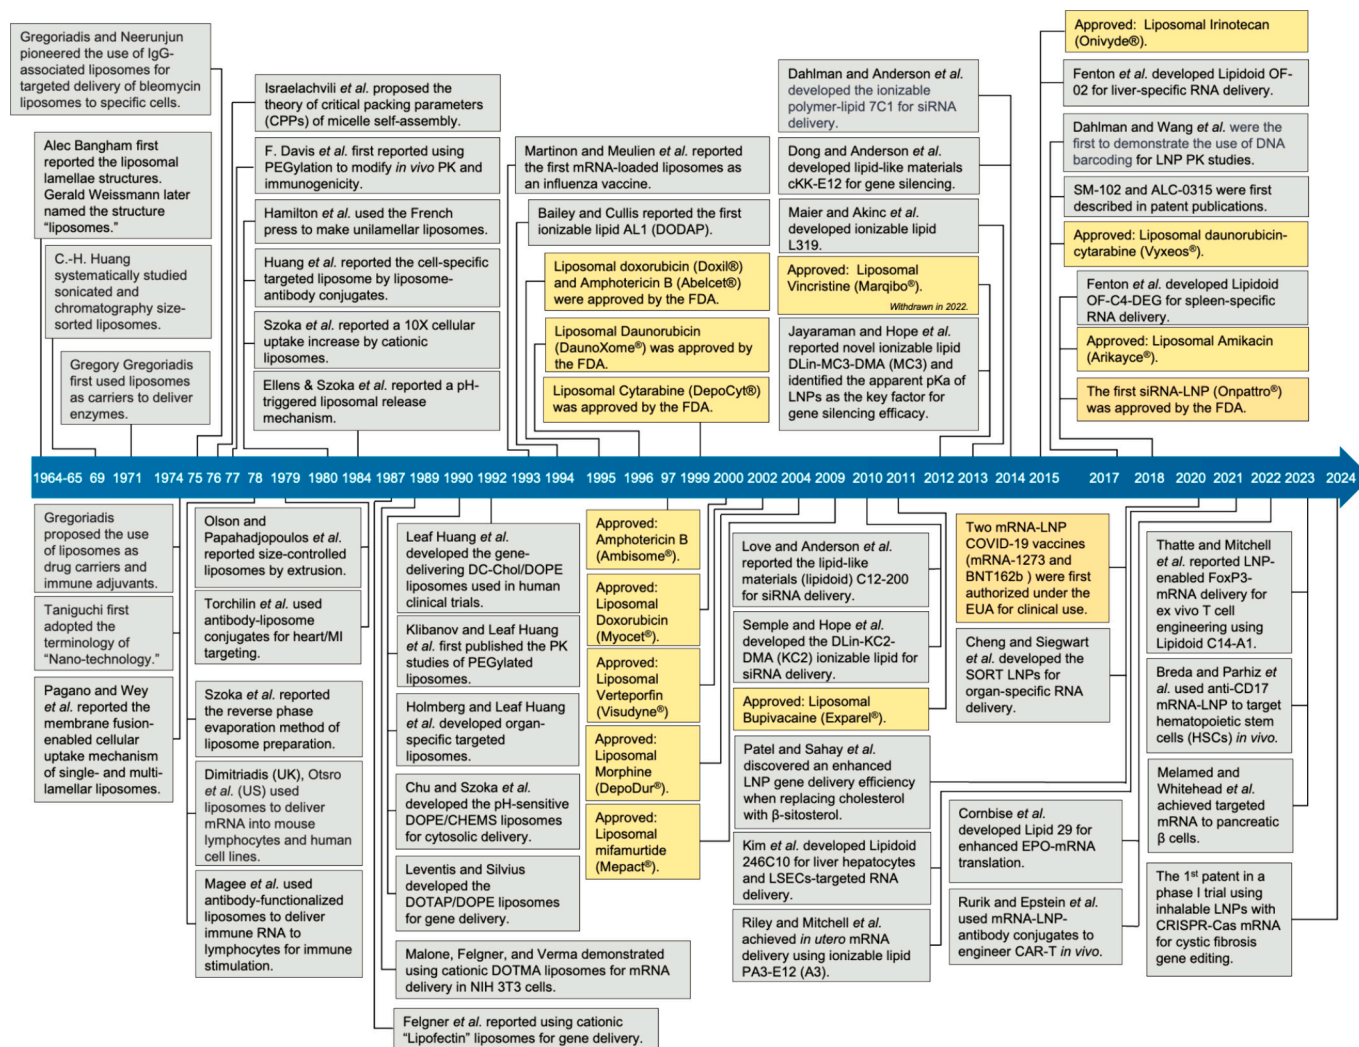 Gregoriadis and Neerunjun
pioneered the use of IgG-
associated liposomes for
targeted delivery of bleomycin
liposomes to specific cells.
Alec Bangham first
reported the liposomal
lamellae structures.
Gerald Weissmann later
named the structure
“liposomes.”
C.-H. Huang
systematically studied
sonicated and
chromatography size-
sorted liposomes.
Gregory Gregoriadis
first used liposomes
as carriers to deliver
enzymes.
Israelachvili et al. proposed the
theory of critical packing parameters
(CPPs) of micelle self-assembly.
F. Davis et al. first reported using
PEGylation to modify in vivo PK and
immunogenicity.
Hamilton et al. used the French
press to make unilamellar liposomes.
Huang et al. reported the cell-specific
targeted liposome by liposome-
antibody conjugates.
Szoka et al. reported a 10X cellular
uptake increase by cationic
liposomes.
Ellens & Szoka et al. reported a pH-
triggered liposomal release
mechanism.
Martinon and Meulien et al. reported
the first mRNA-loaded liposomes as
an influenza vaccine.
Bailey and Cullis reported the first
ionizable lipid AL1 (DODAP).
Liposomal doxorubicin (Doxil®)
and Amphotericin B (Abelcet®)
were approved by the FDA.
Liposomal Daunorubicin
(DaunoXome®) was approved by
the FDA.
Liposomal Cytarabine (DepoCyt®)
was approved by the FDA.
Dahlman and Anderson et al.
developed the ionizable
polymer-lipid 7C1 for siRNA
delivery.
Dong and Anderson et al.
developed lipid-like materials
cKK-E12 for gene silencing.
Maier and Akinc et al.
developed ionizable lipid
L319.
Approved: Liposomal
Vincristine (Marqibo®).
Withdrawn in 2022.
Jayaraman and Hope et al.
reported novel ionizable lipid
DLin-MC3-DMA (MC3) and
identified the apparent pKa of
LNPs as the key factor for
gene silencing efficacy.
Approved: Liposomal Irinotecan
(Onivyde®).
Fenton et al. developed Lipidoid OF-
02 for liver-specific RNA delivery.
Dahlman and Wang et al. were the
first to demonstrate the use of DNA
barcoding for LNP PK studies.
SM-102 and ALC-0315 were first
described in patent publications.
Approved: Liposomal daunorubicin-
cytarabine (Vyxeos®).
Fenton et al. developed Lipidoid
OF-C4-DEG for spleen-specific
RNA delivery.
Approved: Liposomal Amikacin
(Arikayce®).
The first siRNA-LNP (Onpattro®)
was approved by the FDA.
1964-65 69 1971 1974 75 76 77 78 1979 1980 1984 1987 1989 1990 1992 1993 1994 1995 1996 97 1999 2000 2002 2004 2009 2010 2011 2012 2013 2014 2015 2017 2018 2020 2021 2022 2023 2024
Gregoriadis
proposed the use
of liposomes as
drug carriers and
immune adjuvants.
Taniguchi first
adopted the
terminology of
“Nano-technology.”
Pagano and Wey
et al. reported the
membrane fusion-
enabled cellular
uptake mechanism
of single- and multi-
lamellar liposomes.
Olson and
Papahadjopoulos et al.
reported size-controlled
liposomes by extrusion.
Torchilin et al. used
antibody-liposome
conjugates for heart/MI
targeting.
Szoka et al. reported
the reverse phase
evaporation method of
liposome preparation.
Dimitriadis (UK), Otsro
et al. (US) used
liposomes to deliver
mRNA into mouse
lymphocytes and human
cell lines.
Magee et al. used
antibody-functionalized
liposomes to deliver
immune RNA to
lymphocytes for immune
stimulation.
Leaf Huang et al.
developed the gene-
delivering DC-Chol/DOPE
liposomes used in human
clinical trials.
Klibanov and Leaf Huang
et al. first published the PK
studies of PEGylated
liposomes.
Holmberg and Leaf Huang
et al. developed organ-
specific targeted
liposomes.
Chu and Szoka et al.
developed the pH-sensitive
DOPE/CHEMS liposomes
for cytosolic delivery.
Leventis and Silvius
developed the
DOTAP/DOPE liposomes
for gene delivery.
Malone, Felgner, and Verma demonstrated
using cationic DOTMA liposomes for mRNA
delivery in NIH 3T3 cells.
Felgner et al. reported using cationic
“Lipofectin” liposomes for gene delivery.
Approved:
Amphotericin B
(Ambisome®).
Approved:
Liposomal
Doxorubicin
(Myocet®).
Approved:
Liposomal
Verteporfin
(Visudyne®)
Approved:
Liposomal
Morphine
(DepoDur®)
Approved:
Liposomal
mifamurtide
(Mepact®).
Love and Anderson et al.
reported the lipid-like
materials (lipidoid) C12-200
for siRNA delivery.
Semple and Hope et al.
developed the DLin-KC2-
DMA (KC2) ionizable lipid for
siRNA delivery.
Approved: Liposomal
Bupivacaine (Exparel®).
Patel and Sahay et al.
discovered an enhanced
LNP gene delivery efficiency
when replacing cholesterol
with β-sitosterol.
Kim et al. developed Lipidoid
246C10 for liver hepatocytes
and LSECs-targeted RNA
delivery.
Riley and Mitchell et al.
achieved in utero mRNA
delivery using ionizable lipid
PA3-E12 (A3).
Two mRNA-LNP
COVID-19 vaccines
(mRNA-1273 and
BNT162b ) were first
authorized under the
EUA for clinical use.
Cheng and Siegwart
et al. developed the
SORT LNPs for
organ-specific RNA
delivery.
Cornbise et al.
developed Lipid 29 for
enhanced EPO-mRNA
translation.
Rurik and Epstein et al.
used mRNA-LNP-
antibody conjugates to
engineer CAR-T in vivo.
Thatte and Mitchell
et al. reported LNP-
enabled FoxP3-
mRNA delivery for
ex vivo T cell
engineering using
Lipidoid C14-A1.
Breda and Parhiz et
al. used anti-CD17
mRNA-LNP to target
hematopoietic stem
cells (HSCs) in vivo.
Melamed and
Whitehead et al.
achieved targeted
mRNA to pancreatic
β cells.
The 1st patent in a
phase I trial using
inhalable LNPs with
CRISPR-Cas mRNA
for cystic fibrosis
gene editing.